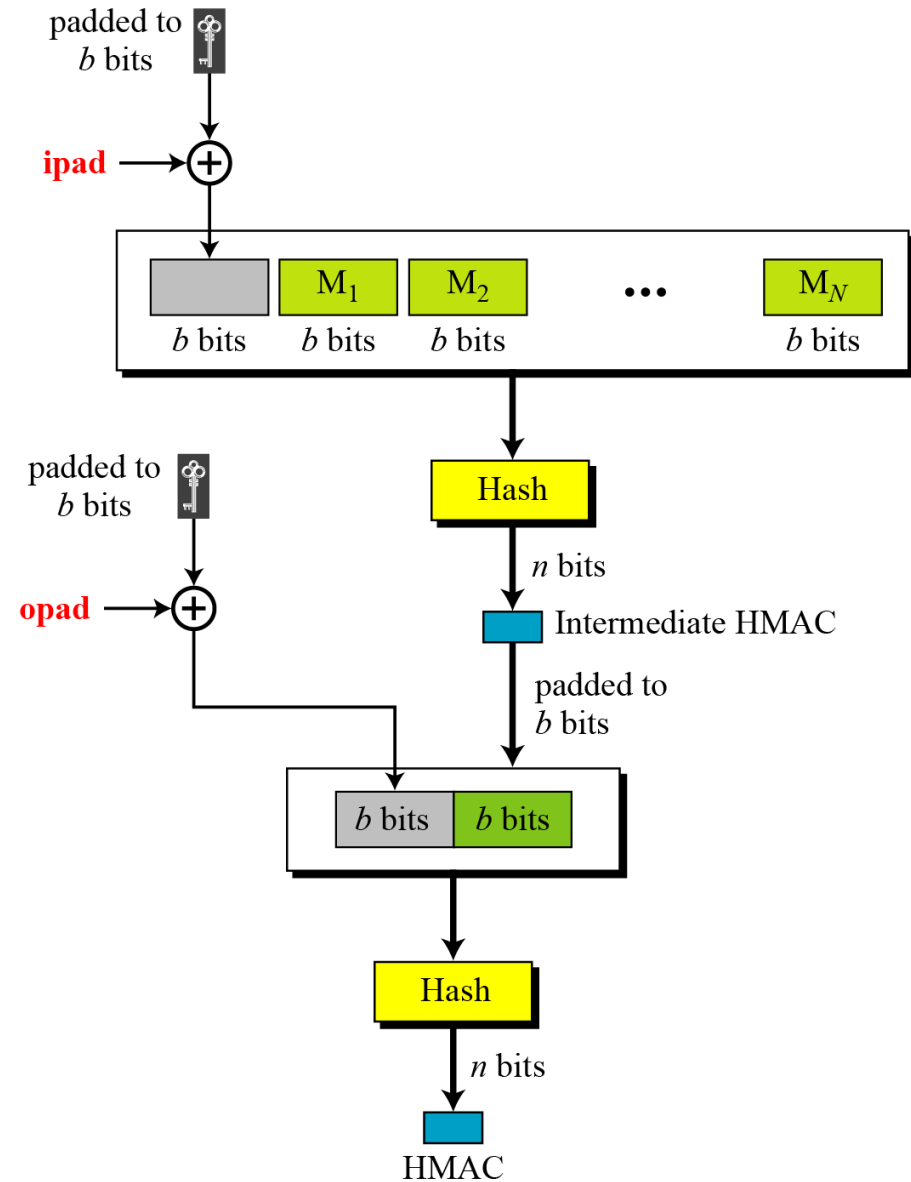 padded to
b bits
ipad
M₁ M₂ ••• M_N
b bits b bits b bits b bits
Hash
padded to
b bits
n bits
opad
Intermediate HMAC
padded to
b bits
b bits b bits
Hash
n bits
HMAC